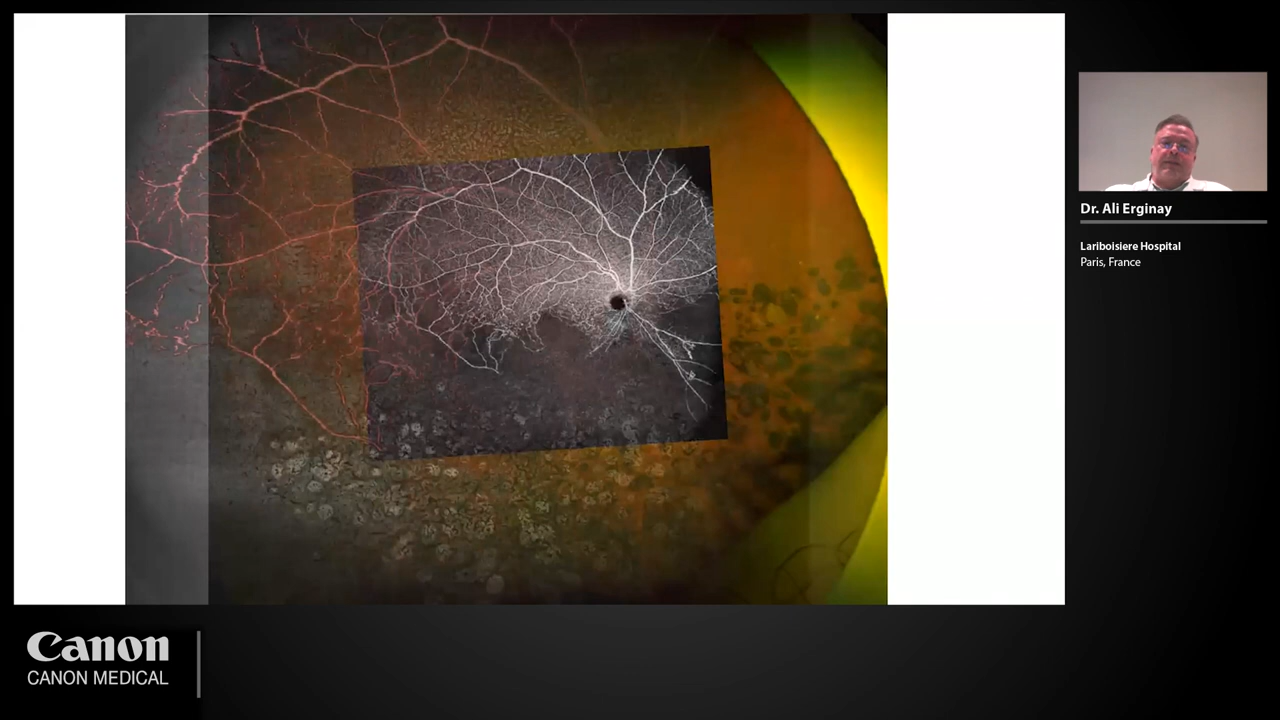 Dr. Ali Erginay
Lariboisiere Hospital
Paris, France
Canon
CANON MEDICAL